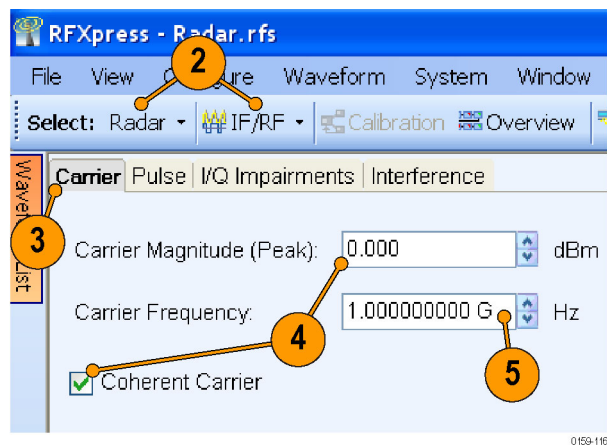 RFXpress - Radar.rfs
File View Configure Waveform System Window
2
Select: Radar IF/RF Calibration Overview
Carrier Pulse I/Q Impairments Interference
3
List
Carrier Magnitude (Peak): 0.000 dBm
Carrier Frequency: 1.000000000 G Hz
4
5
Coherent Carrier
0159-116